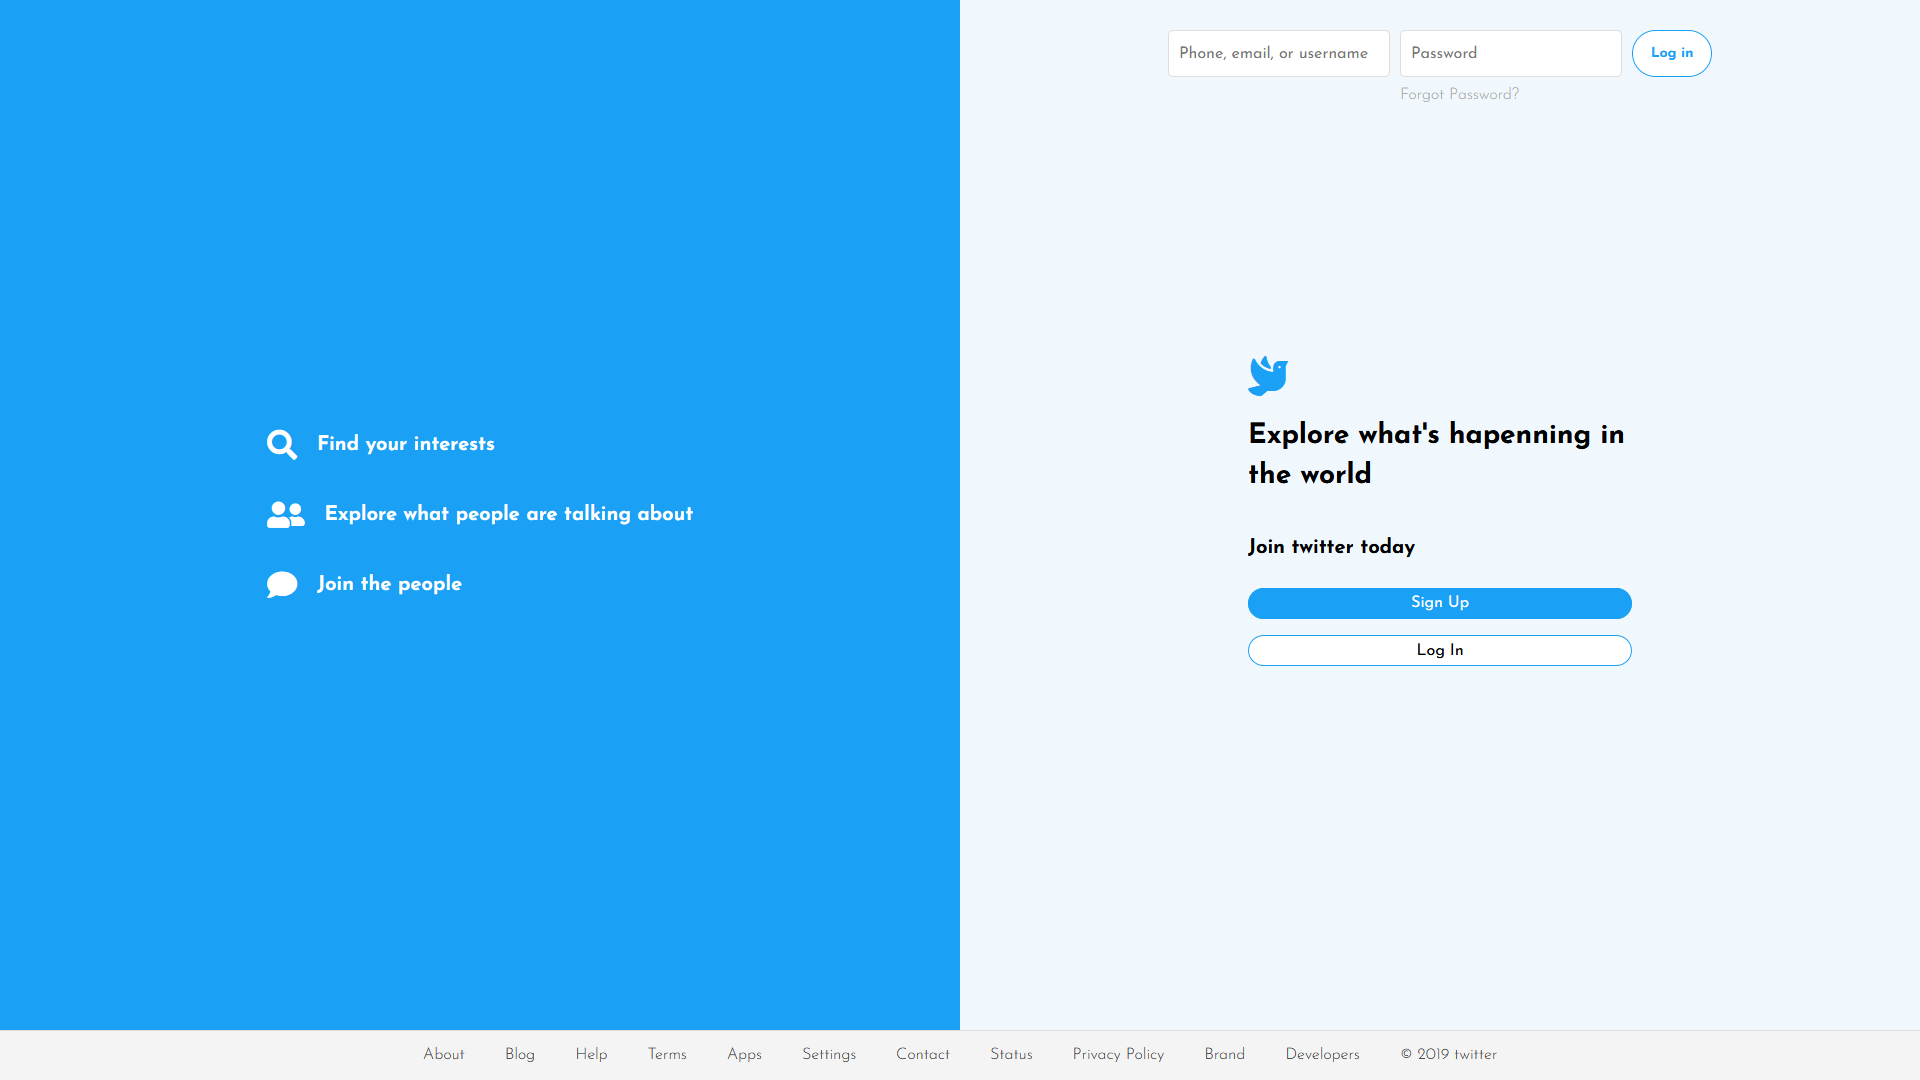 Phone, email, or username
Password
Log in
Forgot Password?
Find your interests
Explore what people are talking about
Join the people
Explore what's hapenning in
the world
Join twitter today
Sign Up
Log In
About Blog Help Terms Apps Settings Contact Status Privacy Policy Brand Developers © 2019 twitter